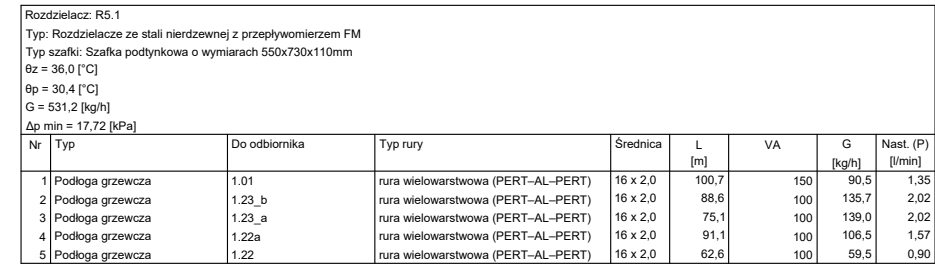 Rozdzielacz: R5.1
Typ: Rozdzielacze ze stali nierdzewnej z przepływomierzem FM
Typ szafki: Szafka podtynkowa o wymiarach 550x730x110mm
θz = 36,0 [°C]
θp = 30,4 [°C]
G = 531,2 [kg/h]
Δp min = 17,72 [kPa]
Nr Typ Do odbiornika Typ rury Średnica L VA G Nast. (P)
[m] [kg/h] [l/min]
1 Podłoga grzewcza 1.01 rura wielowarstwowa (PERT–AL–PERT) 16 x 2,0 100,7 150 90,5 1,35
2 Podłoga grzewcza 1.23_b rura wielowarstwowa (PERT–AL–PERT) 16 x 2,0 88,6 100 135,7 2,02
3 Podłoga grzewcza 1.23_a rura wielowarstwowa (PERT–AL–PERT) 16 x 2,0 75,1 100 139,0 2,02
4 Podłoga grzewcza 1.22a rura wielowarstwowa (PERT–AL–PERT) 16 x 2,0 91,1 100 106,5 1,57
5 Podłoga grzewcza 1.22 rura wielowarstwowa (PERT–AL–PERT) 16 x 2,0 62,6 100 59,5 0,90